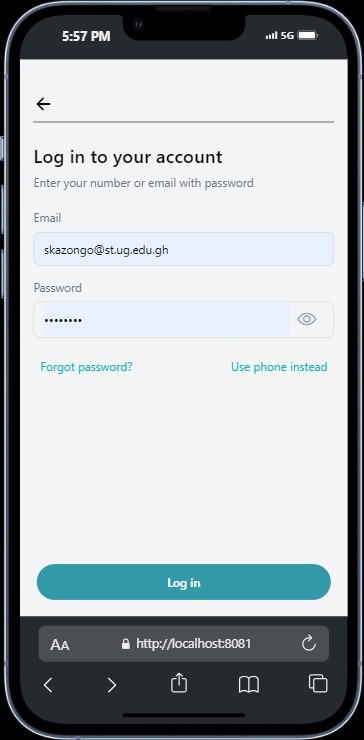 5:57 PM 5G
Log in to your account
Enter your number or email with password
Email
skazongo@st.ug.edu.gh
Password
••••••••
Forgot password? Use phone instead
Log in
AA http://localhost:8081